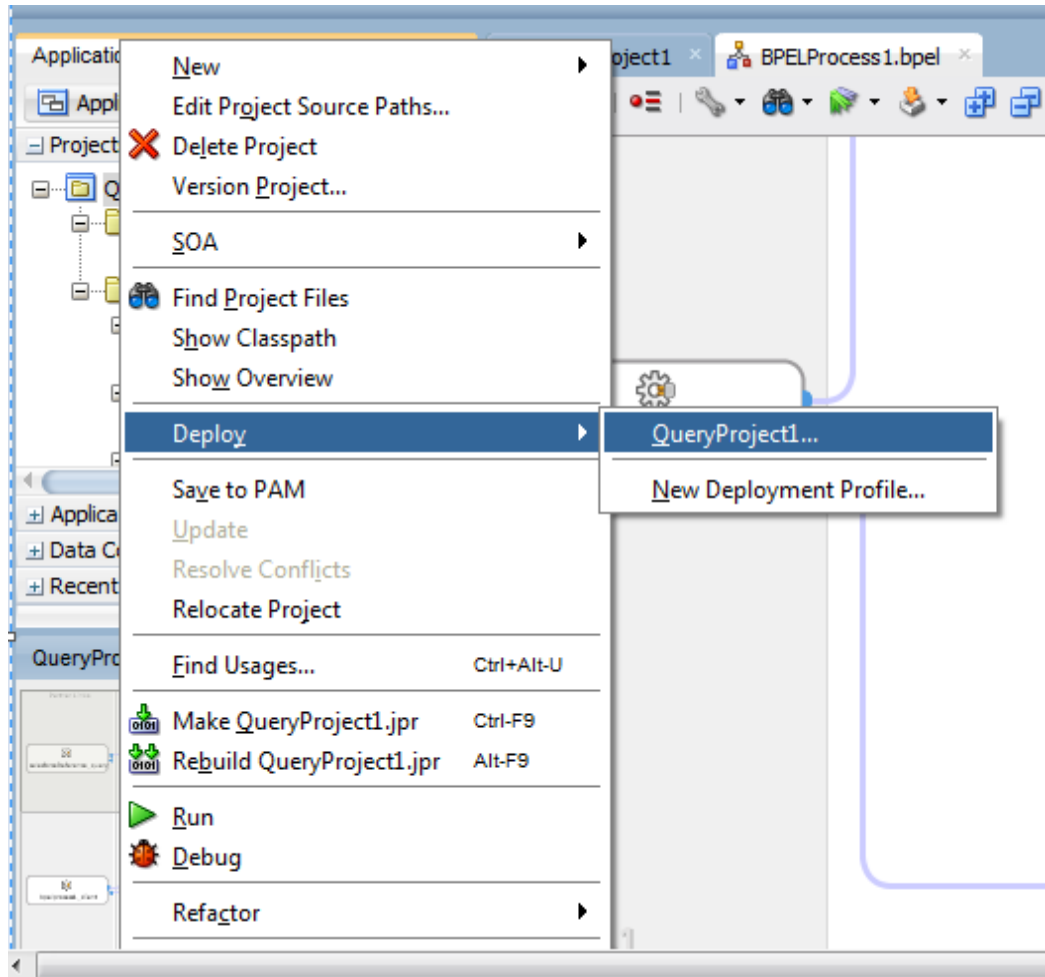 Applicatio
oject1
BPELProcess1.bpel
Appl
Project
Q
New
Edit Project Source Paths...
Delete Project
Version Project...
SOA
Find Project Files
Show Classpath
Show Overview
Deploy
QueryProject1...
New Deployment Profile...
Save to PAM
Update
Resolve Conflicts
Relocate Project
Applica
Data Co
Recent
QueryPro
Find Usages... Ctrl+Alt-U
Make QueryProject1.jpr Ctrl-F9
Rebuild QueryProject1.jpr Alt-F9
Run
Debug
Refactor